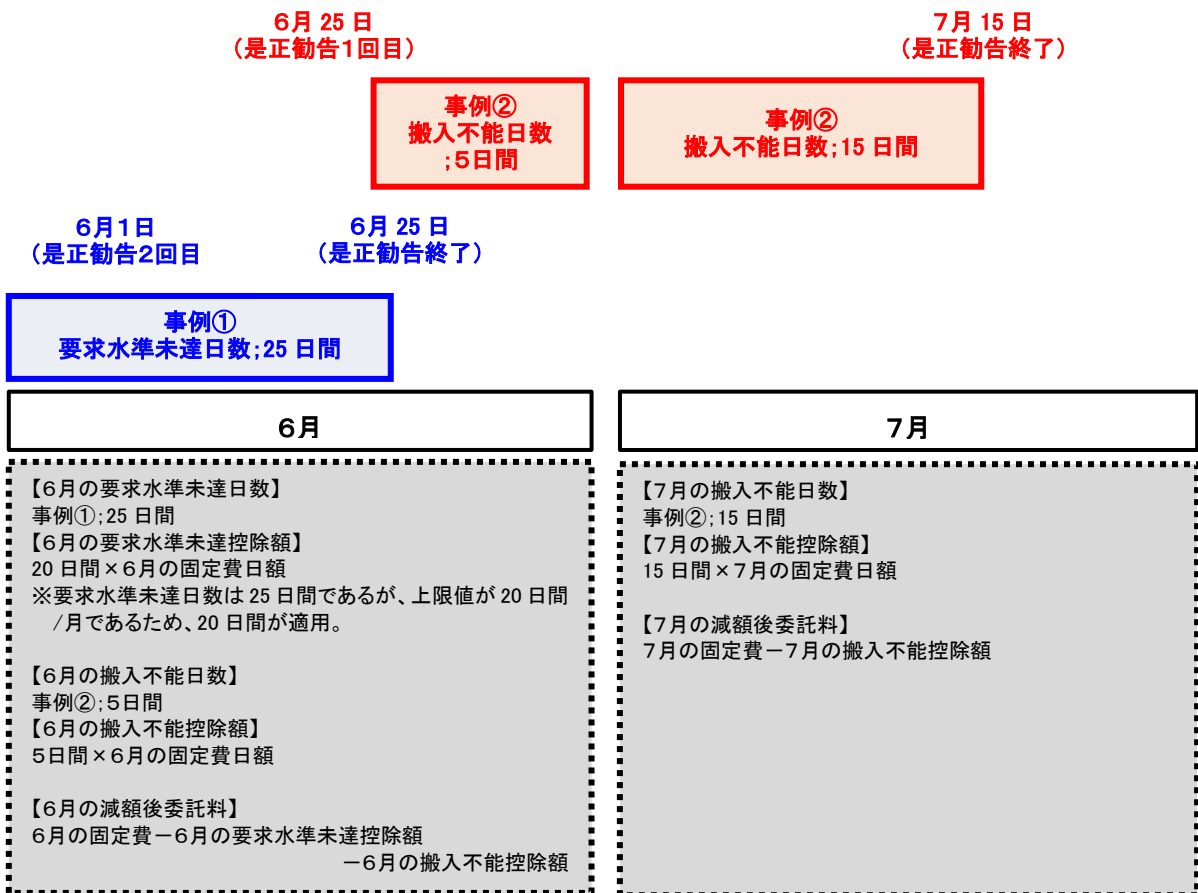 6月 25 日
（是正勧告1回目）
7月 15 日
（是正勧告終了）
事例②
搬入不能日数
;5日間
事例②
搬入不能日数;15 日間
6月1日
（是正勧告2回目
6月 25 日
（是正勧告終了）
事例①
要求水準未達日数;25 日間
6月
7月
【6月の要求水準未達日数】
事例①;25 日間
【6月の要求水準未達控除額】
20 日間×6月の固定費日額
※要求水準未達日数は 25 日間であるが、上限値が 20 日間
/月であるため、20 日間が適用。
【6月の搬入不能日数】
事例②;5日間
【6月の搬入不能控除額】
5日間×6月の固定費日額
【6月の減額後委託料】
6月の固定費－6月の要求水準未達控除額
－6月の搬入不能控除額
【7月の搬入不能日数】
事例②;15 日間
【7月の搬入不能控除額】
15 日間×7月の固定費日額
【7月の減額後委託料】
7月の固定費－7月の搬入不能控除額